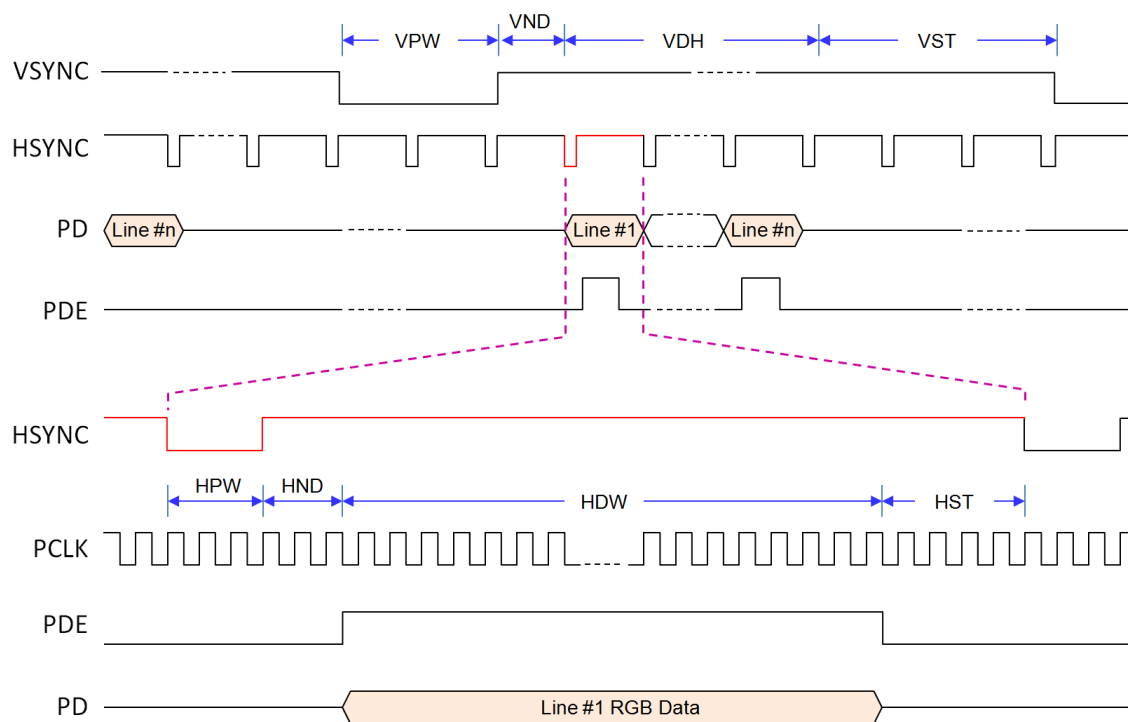 VPW VND VDH VST
VSYNC
HSYNC
PD Line #n Line #1 Line #n
PDE
HSYNC
HPW HND HDW HST
PCLK
PDE
PD Line #1 RGB Data